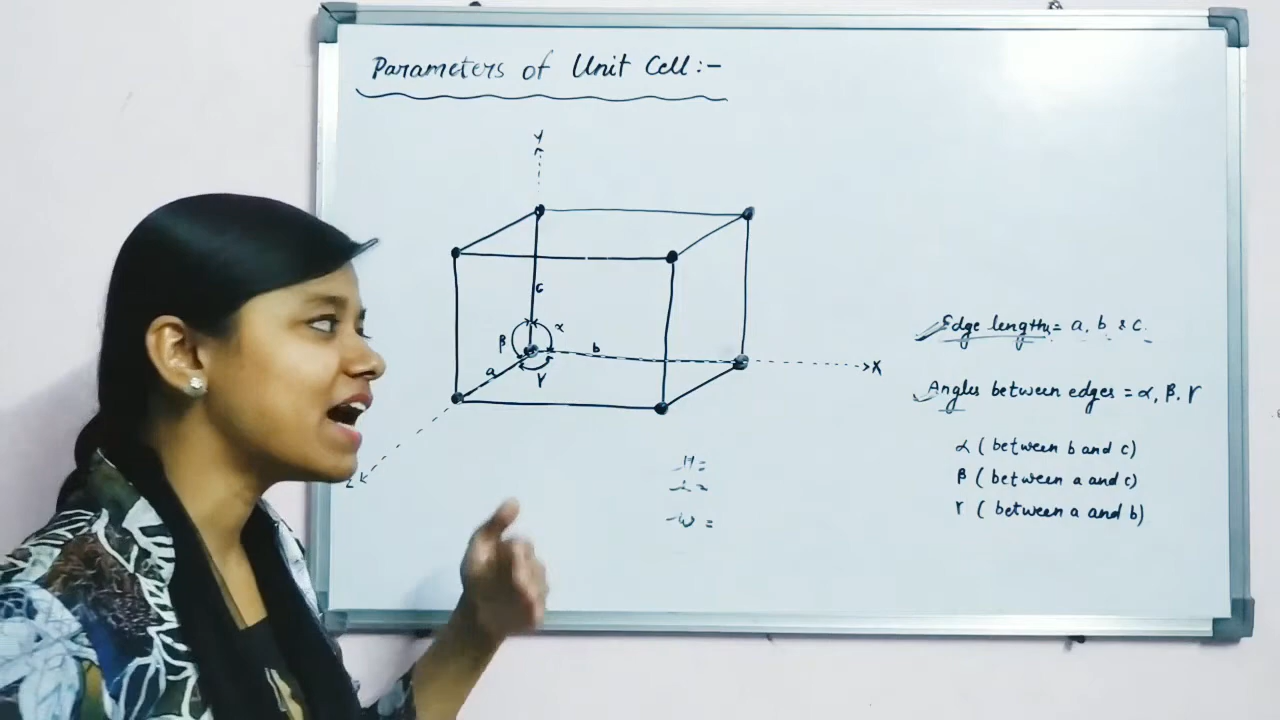 Parameters of Unit Cell:-
Y
c
β α
b
a
γ
X
Z
H=
L=
W=
Edge length = a, b & c.
Angles between edges = α, β, γ
α ( between b and c)
β ( between a and c)
γ ( between a and b)